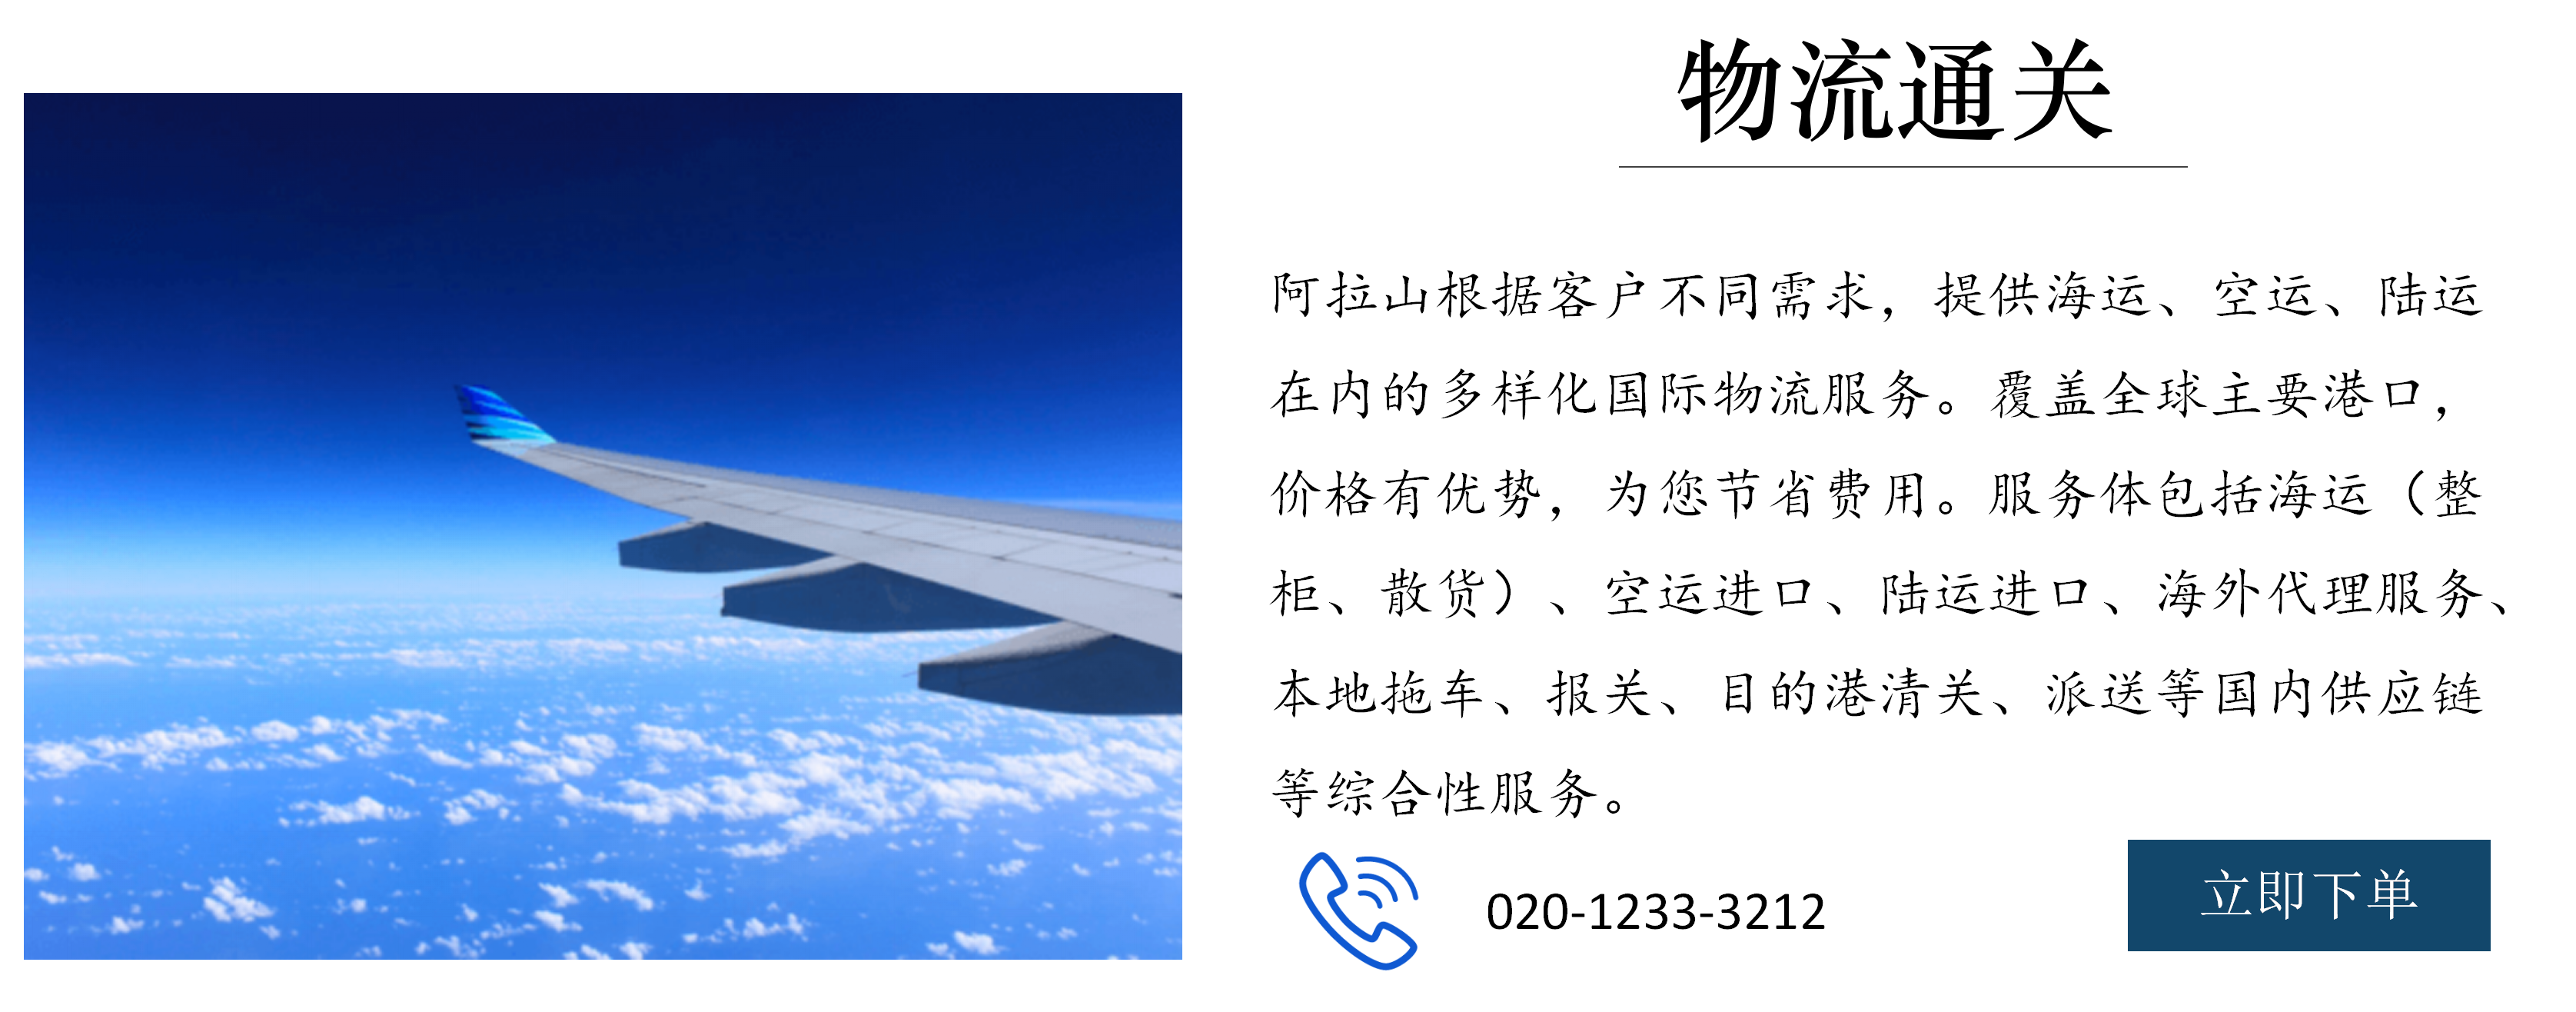 物流通关
阿拉山根据客户不同需求，提供海运、空运、陆运
在内的多样化国际物流服务。覆盖全球主要港口，
价格有优势，为您节省费用。服务体包括海运（整
柜、散货）、空运进口、陆运进口、海外代理服务、
本地拖车、报关、目的港清关、派送等国内供应链
等综合性服务。
020-1233-3212
立即下单